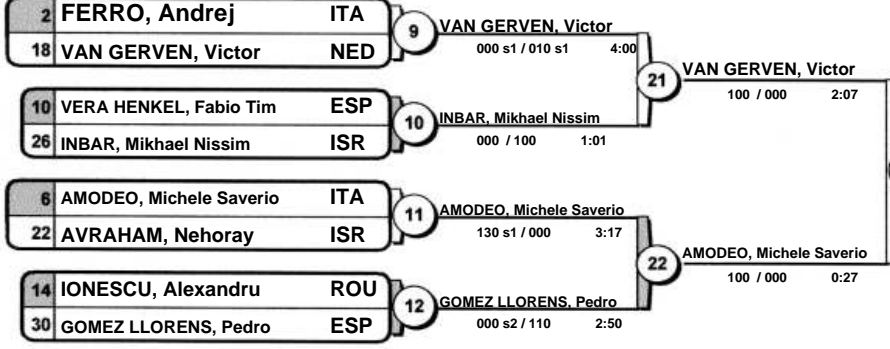 2 FERRO, Andrej ITA
18 VAN GERVEN, Victor NED
9
VAN GERVEN, Victor
000 s1 / 010 s1 4:00
10 VERA HENKEL, Fabio Tim ESP
26 INBAR, Mikhael Nissim ISR
10
INBAR, Mikhael Nissim
000 / 100 1:01
21
VAN GERVEN, Victor
100 / 000 2:07
6 AMODEO, Michele Saverio ITA
22 AVRAHAM, Nehoray ISR
11
AMODEO, Michele Saverio
130 s1 / 000 3:17
14 IONESCU, Alexandru ROU
30 GOMEZ LLORENS, Pedro ESP
12
GOMEZ LLORENS, Pedro
000 s2 / 110 2:50
22
AMODEO, Michele Saverio
100 / 000 0:27